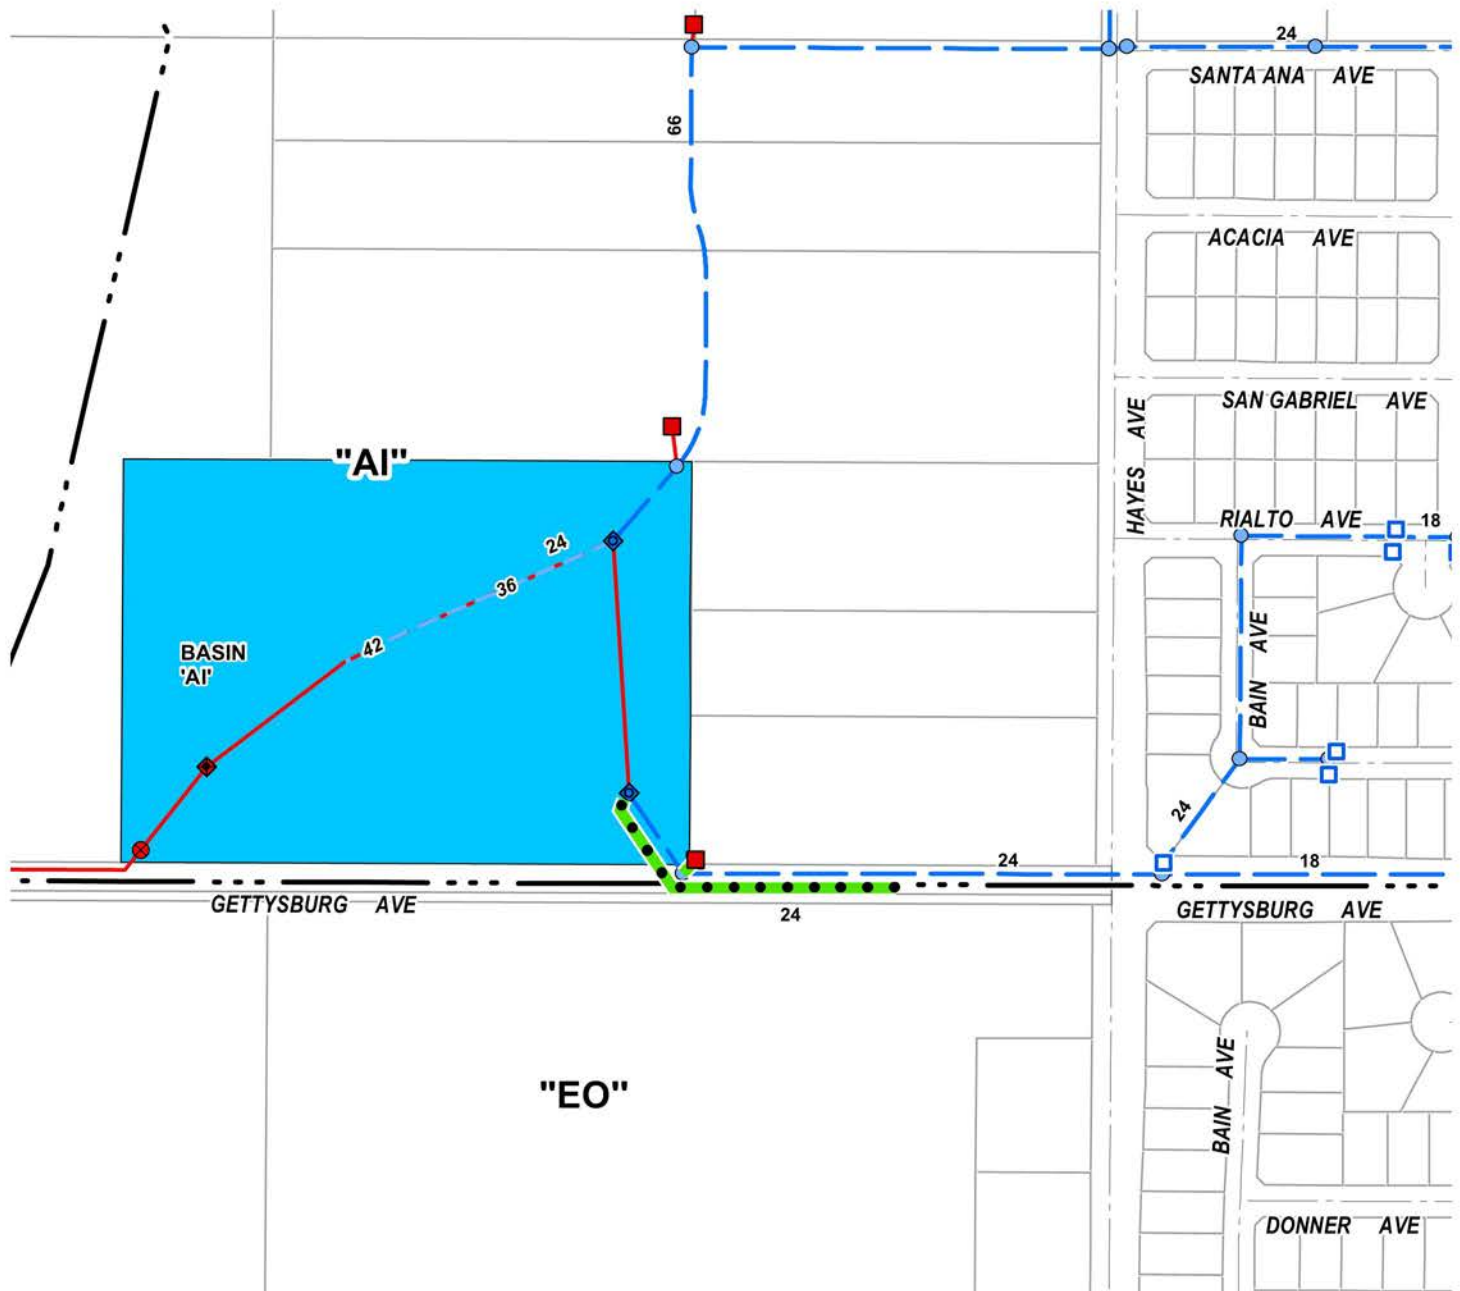 24
SANTA ANA AVE
66
ACACIA AVE
SAN GABRIEL AVE
HAYES AVE
"AI"
RIALTO AVE
18
24
36
42
BASIN
'AI'
BAIN AVE
24
24
18
GETTYSBURG AVE
24
GETTYSBURG AVE
BAIN AVE
"EO"
DONNER AVE